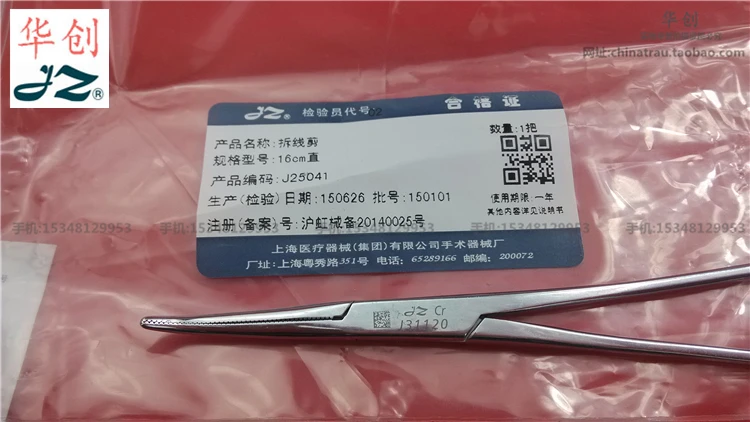 华创
JZ®
华创
网址:chinatrau.taobao.com
JZ® 检验员代号02
合格证
产品名称:拆线剪
数量:1把
规格型号:16cm直
产品编码:J25041
生产(检验)日期:150626 批号:150101
使用期限 一年
其他内容详见说明书
注册(备案)号:沪虹械备20140025号
手机:15348129953
手机:15348129953
手机:15348129953
上海医疗器械(集团)有限公司手术器械厂
厂址:上海粤秀路351号 电话: 65289166 邮编: 200072
JZ Cr
J31120